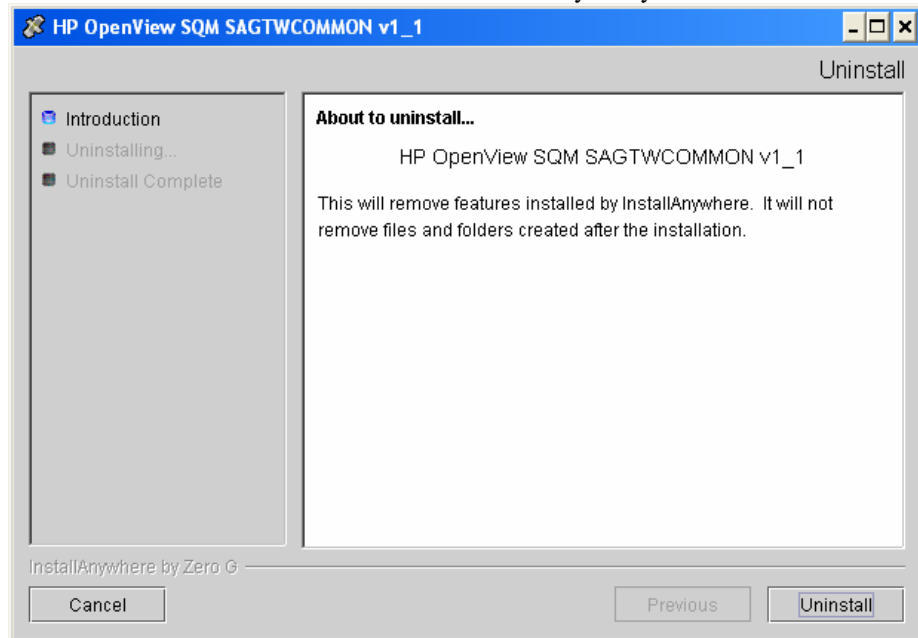 HP OpenView SQM SAGTWCOMMON v1_1
Uninstall
Introduction
Uninstalling...
Uninstall Complete
About to uninstall...
HP OpenView SQM SAGTWCOMMON v1_1
This will remove features installed by InstallAnywhere. It will not
remove files and folders created after the installation.
InstallAnywhere by Zero G
Cancel
Previous
Uninstall